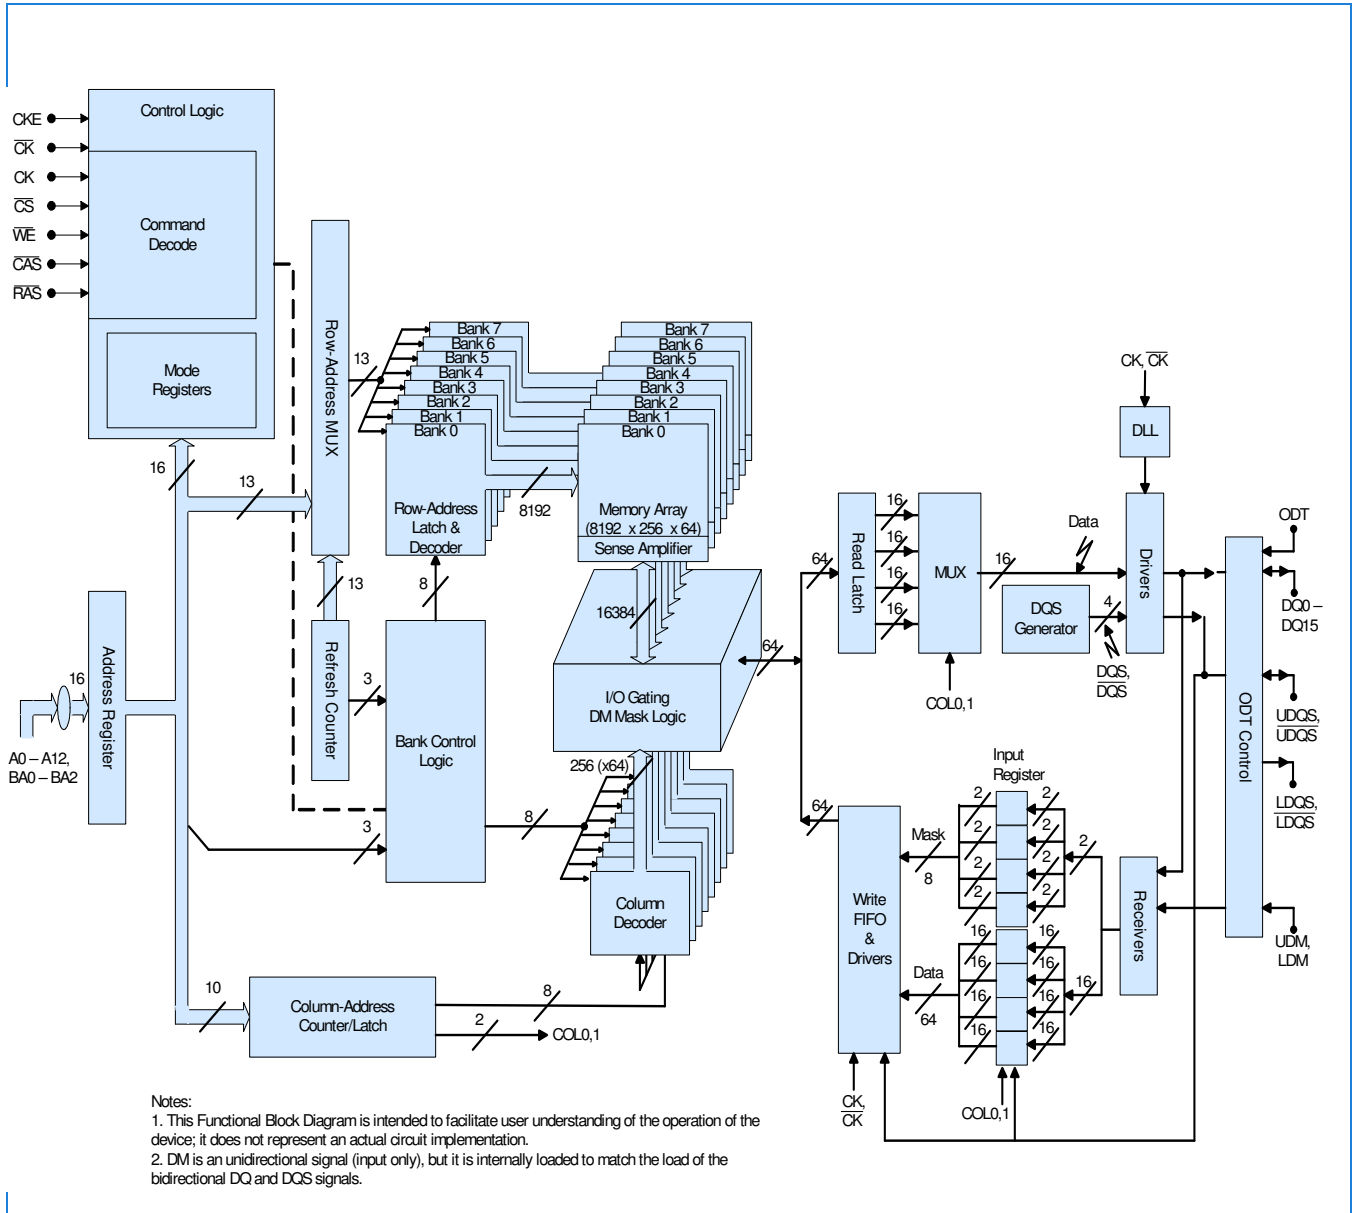 Control Logic
CKE
CK
CK
CS
WE
CAS
RAS
Command
Decode
Mode
Registers
Row-Address MUX
13
Bank 7
Bank 6
Bank 5
Bank 4
Bank 3
Bank 2
Bank 1
Bank 0
Row-Address
Latch &
Decoder
8192
Bank 7
Bank 6
Bank 5
Bank 4
Bank 3
Bank 2
Bank 1
Bank 0
Memory Array
(8192 x 256 x 64)
Sense Amplifier
16
13
13
8
16384
Address Register
16
A0 – A12,
BA0 – BA2
Refresh Counter
3
Bank Control
Logic
3
8
I/O Gating
DM Mask Logic
256 (x64)
Column
Decoder
10
Column-Address
Counter/Latch
8
2
COL0,1
64
64
64
Read Latch
16
16
16
16
MUX
COL0,1
16
Data
DQS
Generator
4
DQS,
DQS
CK, CK
DLL
Drivers
ODT
DQ0 –
DQ15
ODT Control
UDQS,
UDQS
LDQS,
LDQS
UDM,
LDM
Input
Register
2
2
2
2
2
2
2
2
2
Mask
8
Write
FIFO
&
Drivers
Receivers
16
16
16
16
16
16
16
16
16
Data
64
CK,
CK
COL0,1
Notes:
1. This Functional Block Diagram is intended to facilitate user understanding of the operation of the
device; it does not represent an actual circuit implementation.
2. DM is an unidirectional signal (input only), but it is internally loaded to match the load of the
bidirectional DQ and DQS signals.